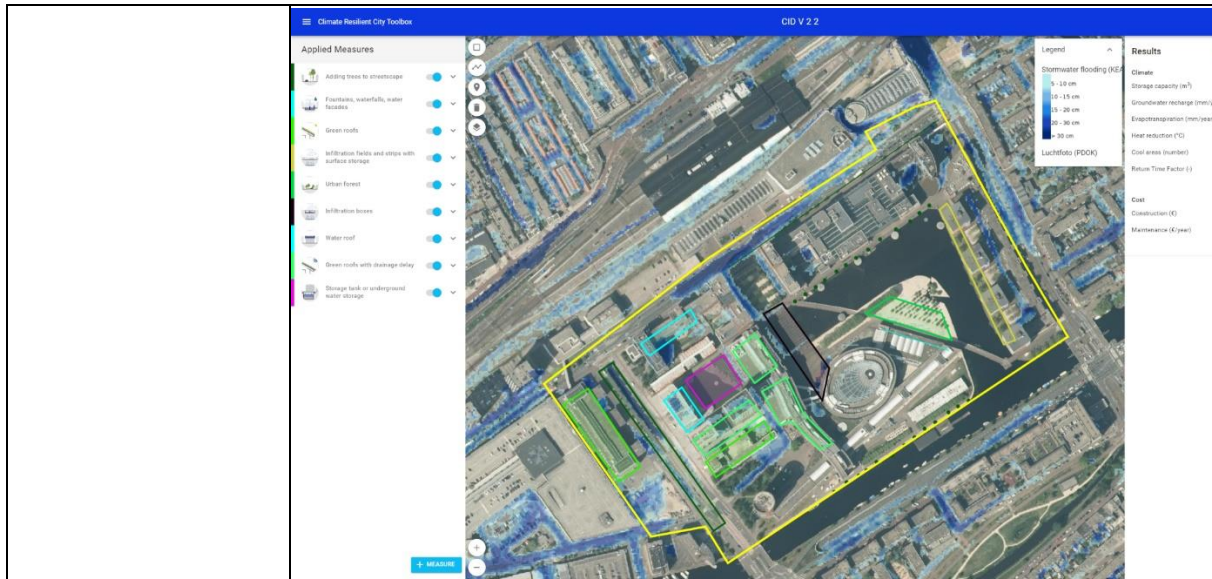 Climate Resilient City Toolbox
CID V 2 2
Applied Measures
Adding trees to streetscape
Fountains, waterfalls, water
facades
Green roofs
Infiltration fields and strips with
surface storage
Urban forest
Infiltration boxes
Water roof
Green roofs with drainage delay
Storage tank or underground
water storage
+ MEASURE
Legend
Stormwater flooding (KEA
5 - 10 cm
10 - 15 cm
15 - 20 cm
20 - 30 cm
> 30 cm
Luchtfoto (PDOK)
Results
Climate
Storage capacity (m³)
Groundwater recharge (mm/y
Evapotranspiration (mm/year
Heat reduction (°C)
Cool areas (number)
Return Time Factor (-)
Cost
Construction (€)
Maintenance (€/year)